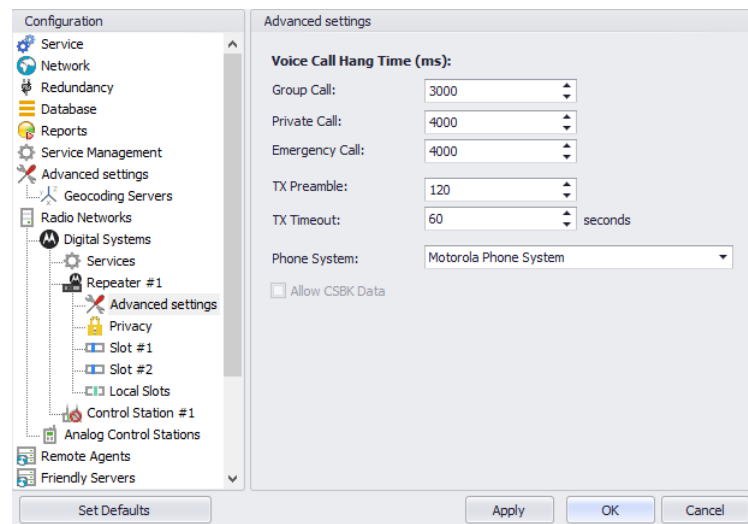 Configuration
Service
Network
Redundancy
Database
Reports
Service Management
Advanced settings
Geocoding Servers
Radio Networks
Digital Systems
Services
Repeater #1
Advanced settings
Privacy
Slot #1
Slot #2
Local Slots
Control Station #1
Analog Control Stations
Remote Agents
Friendly Servers
Set Defaults
Advanced settings
Voice Call Hang Time (ms):
Group Call: 3000
Private Call: 4000
Emergency Call: 4000
TX Preamble: 120
TX Timeout: 60 seconds
Phone System: Motorola Phone System
Allow CSBK Data
Apply OK Cancel